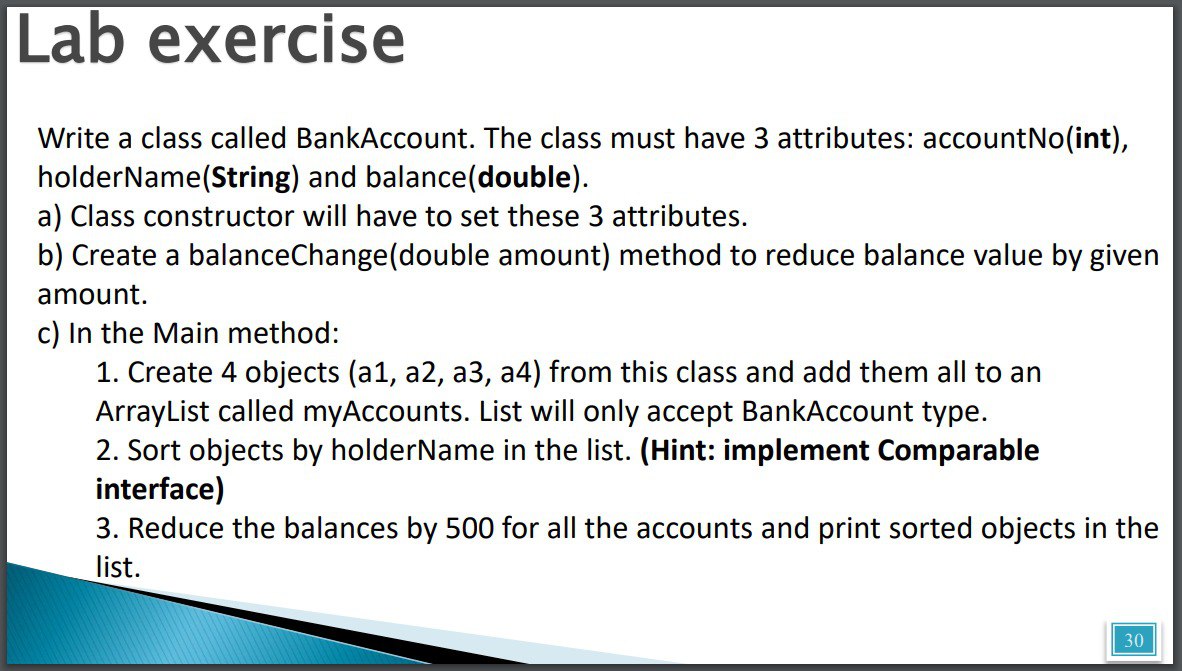 Lab exercise
Write a class called BankAccount. The class must have 3 attributes: accountNo(int),
holderName(String) and balance(double).
a) Class constructor will have to set these 3 attributes.
b) Create a balanceChange(double amount) method to reduce balance value by given
amount.
c) In the Main method:
1. Create 4 objects (a1, a2, a3, a4) from this class and add them all to an
ArrayList called myAccounts. List will only accept BankAccount type.
2. Sort objects by holderName in the list. (Hint: implement Comparable
interface)
3. Reduce the balances by 500 for all the accounts and print sorted objects in the
list.
30